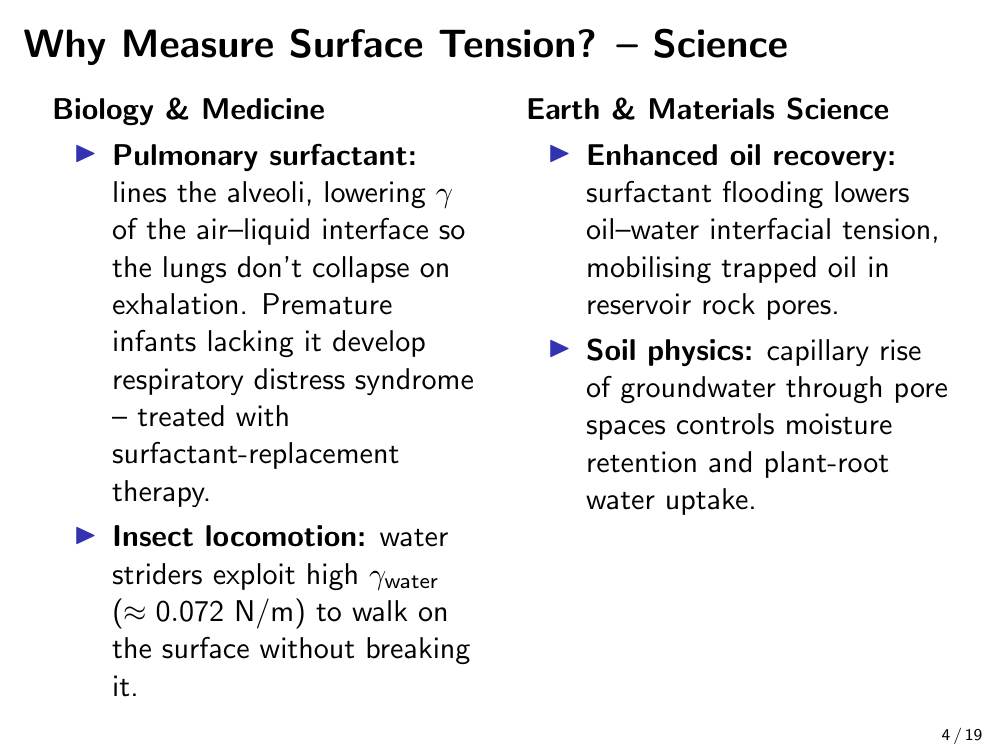 Why Measure Surface Tension? – Science
Biology & Medicine
▶ Pulmonary surfactant:
lines the alveoli, lowering γ
of the air–liquid interface so
the lungs don't collapse on
exhalation. Premature
infants lacking it develop
respiratory distress syndrome
– treated with
surfactant-replacement
therapy.
▶ Insect locomotion: water
striders exploit high γwater
(≈ 0.072 N/m) to walk on
the surface without breaking
it.
Earth & Materials Science
▶ Enhanced oil recovery:
surfactant flooding lowers
oil–water interfacial tension,
mobilising trapped oil in
reservoir rock pores.
▶ Soil physics: capillary rise
of groundwater through pore
spaces controls moisture
retention and plant-root
water uptake.
4 / 19